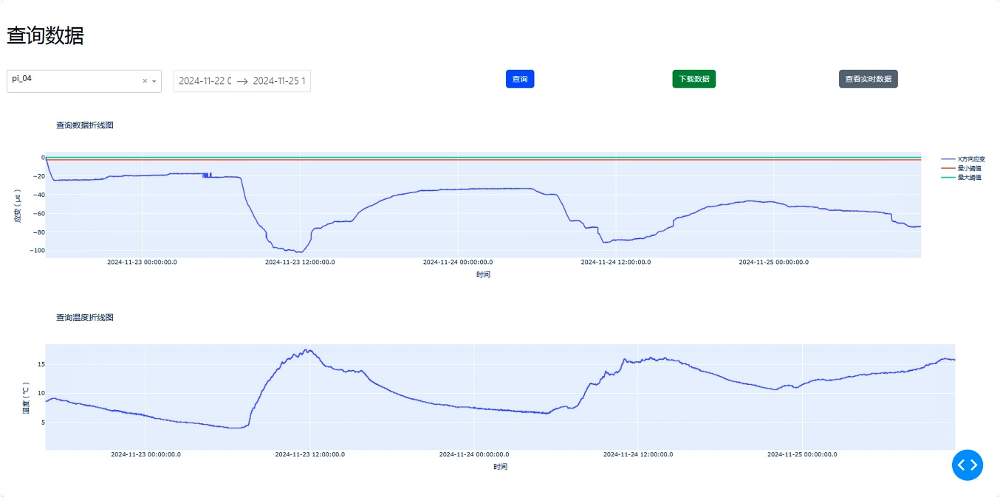 查询数据
pi_04
2024-11-22 0 → 2024-11-25 1
查询
下载数据
查看实时数据
查询数据折线图
0
−20
−40
−60
−80
−100
应变 ( με )
2024-11-23 00:00:00.0
2024-11-23 12:00:00.0
2024-11-24 00:00:00.0
2024-11-24 12:00:00.0
2024-11-25 00:00:00.0
时间
X方向应变
最小阈值
最大阈值
查询温度折线图
15
10
5
温度 ( ℃ )
2024-11-23 00:00:00.0
2024-11-23 12:00:00.0
2024-11-24 00:00:00.0
2024-11-24 12:00:00.0
2024-11-25 00:00:00.0
时间